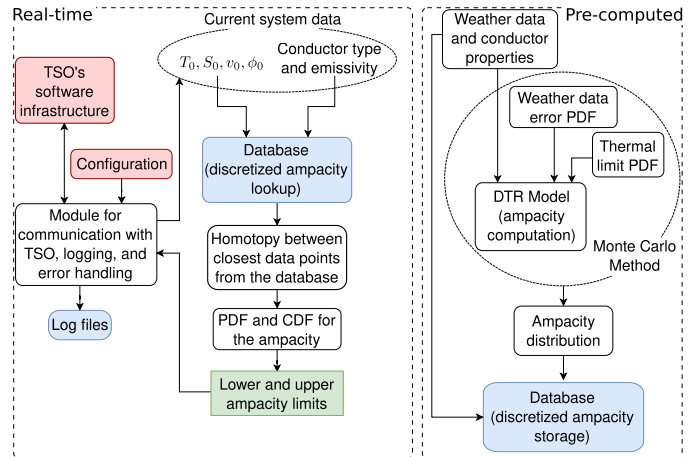 Real-time
Current system data
T₀, S₀, v₀, ϕ₀
Conductor type
and emissivity
TSO's
software
infrastructure
Configuration
Module for
communication with
TSO, logging, and
error handling
Log files
Database
(discretized ampacity
lookup)
Homotopy between
closest data points
from the database
PDF and CDF for
the ampacity
Lower and upper
ampacity limits
Pre-computed
Weather data
and conductor
properties
Weather data
error PDF
Thermal
limit PDF
DTR Model
(ampacity
computation)
Monte Carlo
Method
Ampacity
distribution
Database
(discretized ampacity
storage)